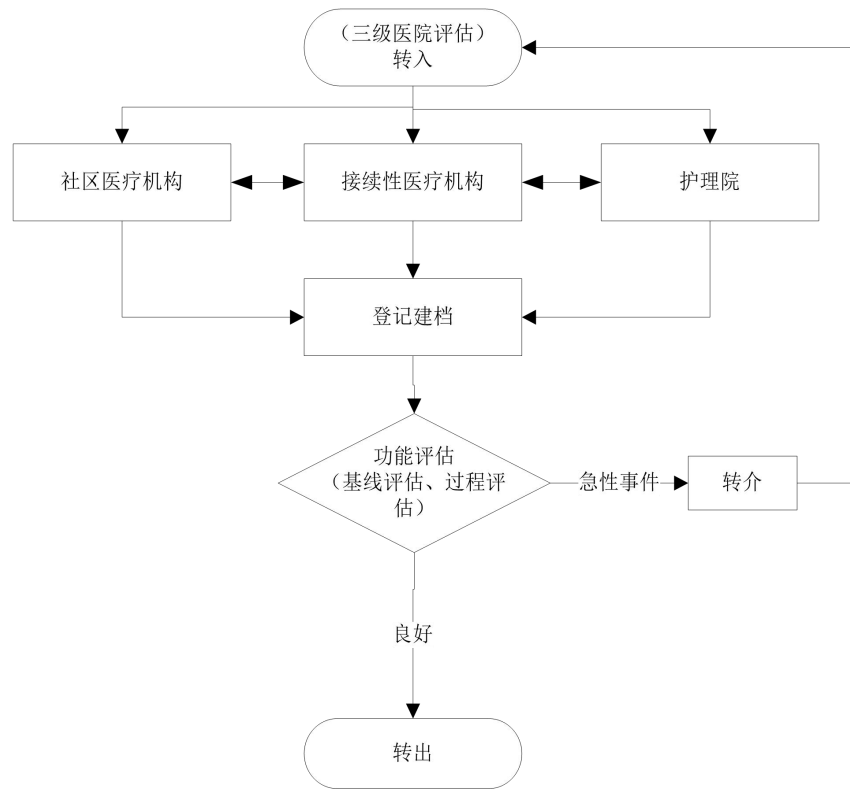 （三级医院评估）
转入
社区医疗机构
接续性医疗机构
护理院
登记建档
功能评估
（基线评估、过程评
估）
急性事件
转介
良好
转出